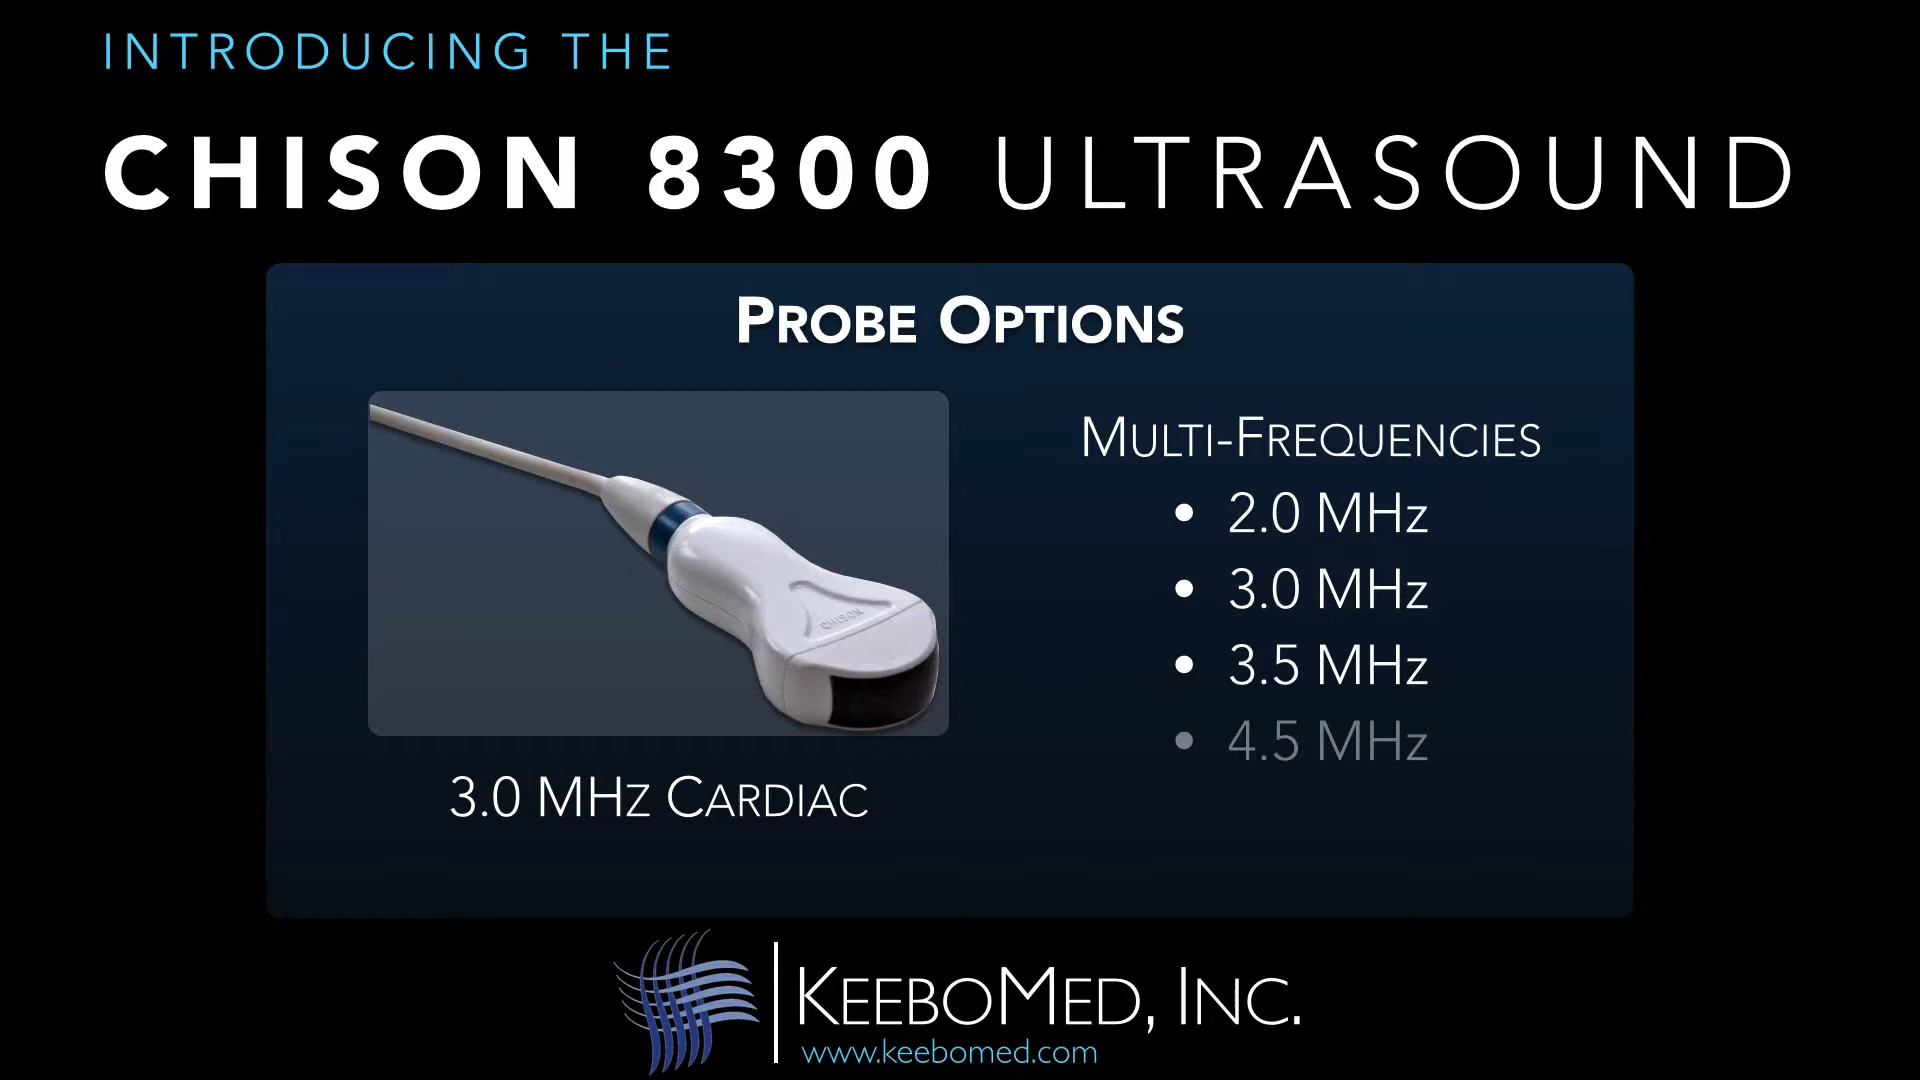 INTRODUCING THE
CHISON 8300 ULTRASOUND
PROBE OPTIONS
CHISON
MULTI-FREQUENCIES
• 2.0 MHz
• 3.0 MHz
• 3.5 MHz
• 4.5 MHz
3.0 MHZ CARDIAC
KEEBOMED, INC.
www.keebomed.com